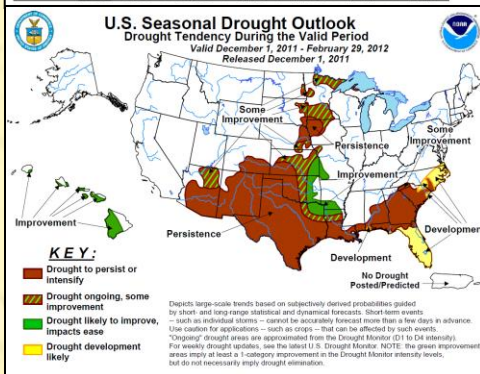 U.S. Seasonal Drought Outlook
Drought Tendency During the Valid Period
Valid December 1, 2011 - February 29, 2012
Released December 1, 2011
NOAA
Some
Improvement
Some
Improvement
Persistence
Improvement
Improvement
Persistence
Development
Development
No Drought
Posted/Predicted
KEY:
Drought to persist or
intensify
Drought ongoing, some
improvement
Drought likely to improve,
impacts ease
Drought development
likely
Depicts large-scale trends based on subjectively derived probabilities guided
by short- and long-range statistical and dynamical forecasts. Short-term events
-- such as individual storms -- cannot be accurately forecast more than a few days in advance.
Use caution for applications -- such as crops -- that can be affected by such events.
"Ongoing" drought areas are approximated from the Drought Monitor (D1 to D4 intensity).
For weekly drought updates, see the latest U.S. Drought Monitor. NOTE: the green improvement
areas imply at least a 1-category improvement in the Drought Monitor intensity levels,
but do not necessarily imply drought elimination.